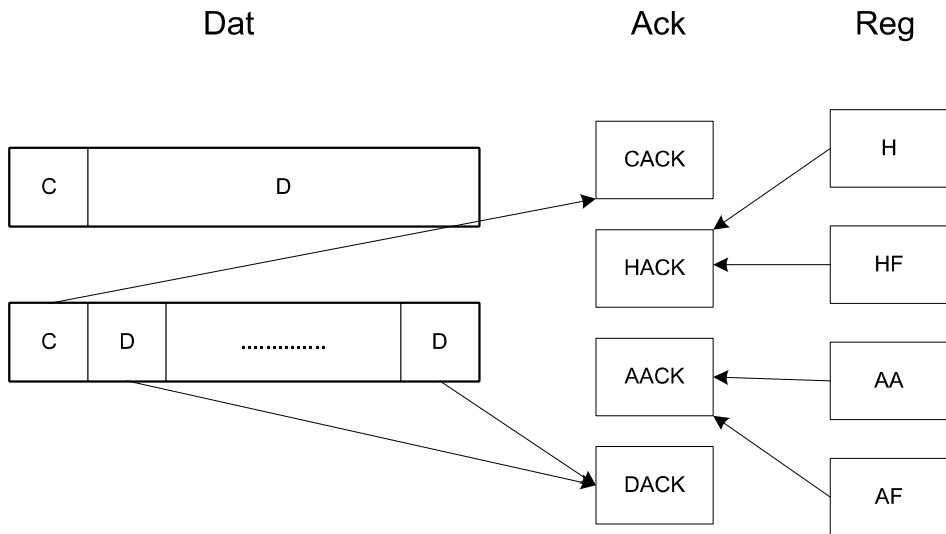 Dat Ack Reg
C D
C D ............. D
CACK
HACK
AACK
DACK
H
HF
AA
AF